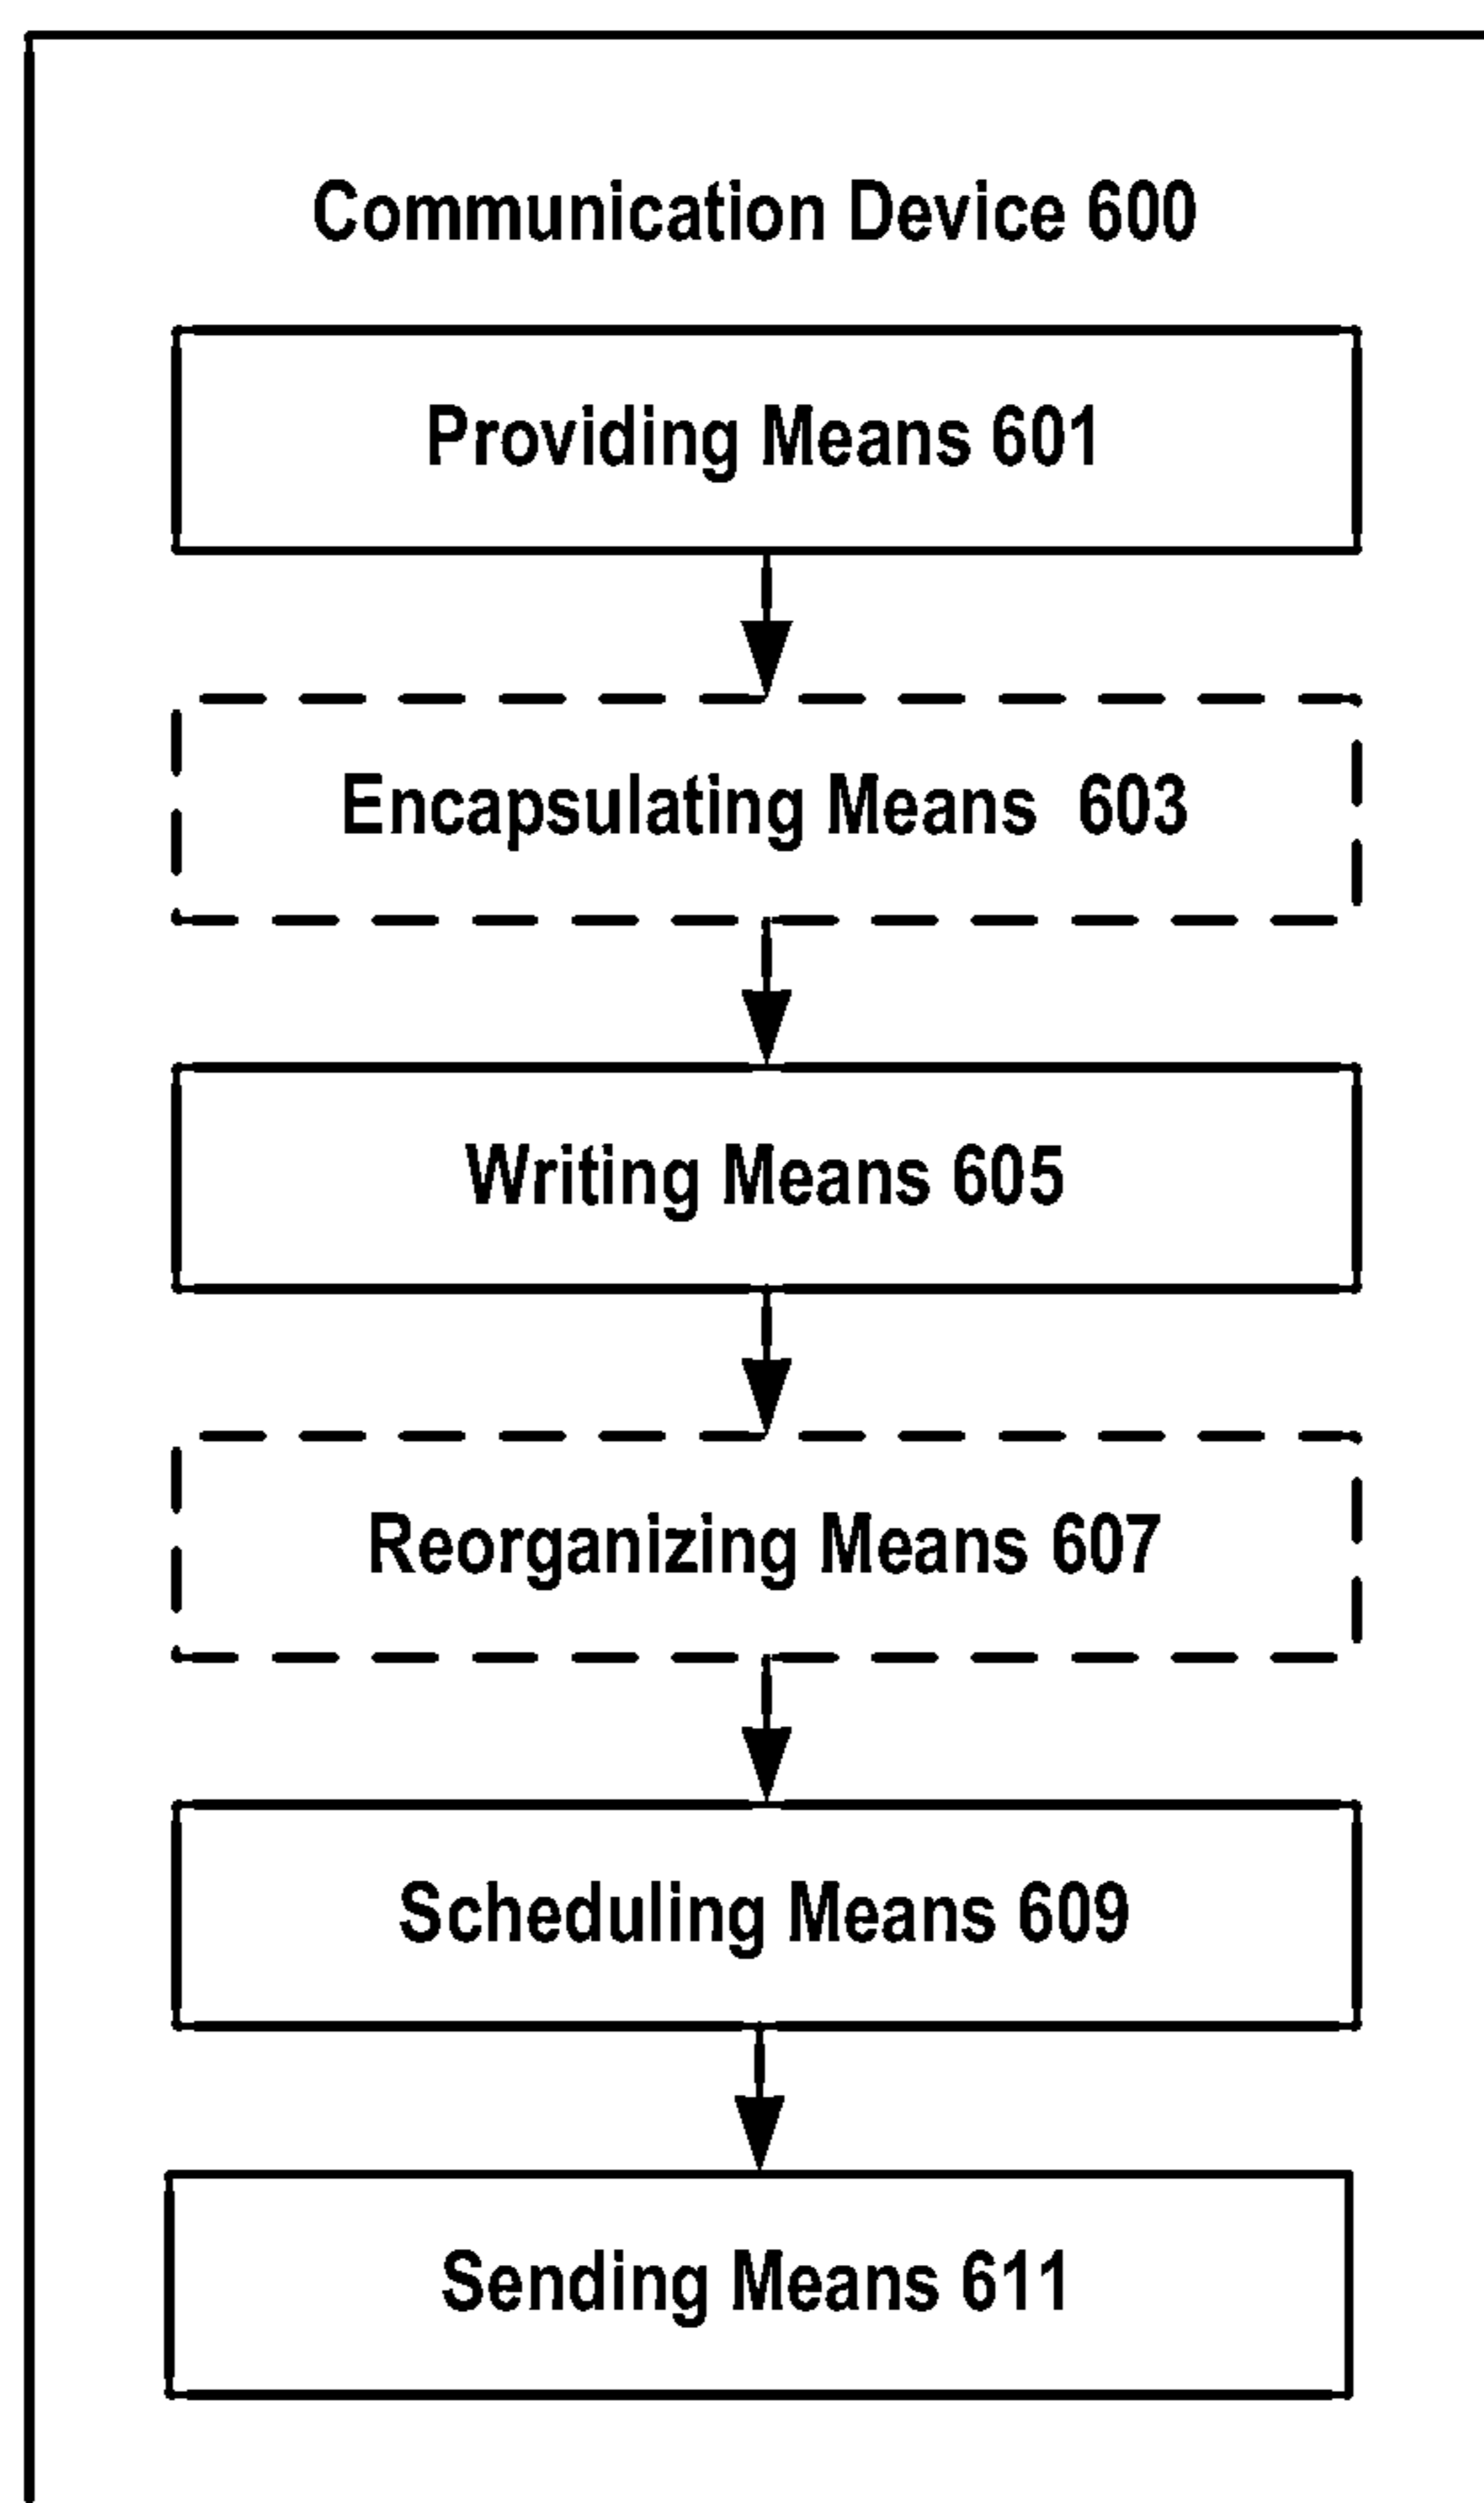 Communication Device 600
Providing Means 601
Encapsulating Means 603
Writing Means 605
Reorganizing Means 607
Scheduling Means 609
Sending Means 611